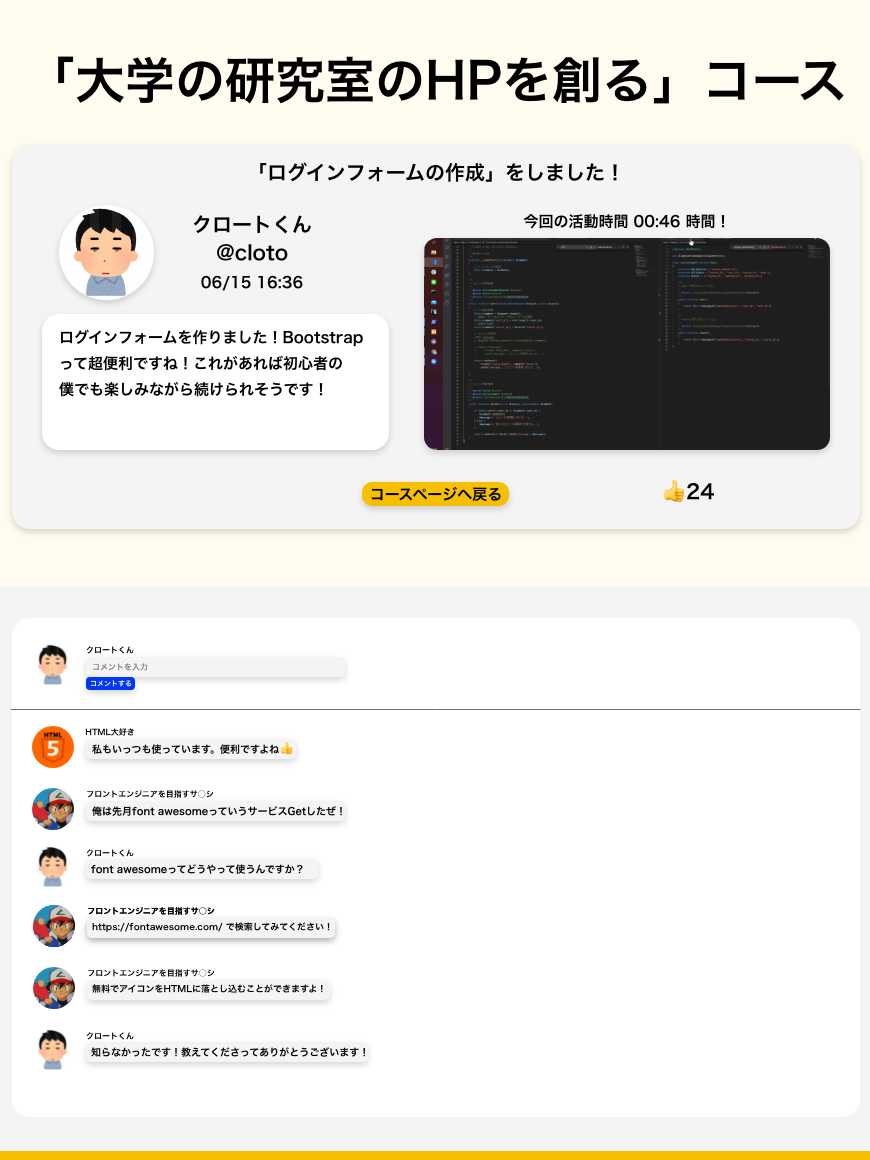 「大学の研究室のHPを創る」コース
「ログインフォームの作成」をしました！
クロートくん
@cloto
06/15 16:36
今回の活動時間 00:46 時間！
ログインフォームを作りました！Bootstrap
って超便利ですね！これがあれば初心者の
僕でも楽しみながら続けられそうです！
コースページへ戻る
👍24
クロートくん
コメントを入力
コメントする
HTML
5
HTML大好き
私もいっつも使っています。便利ですよね👍
フロントエンジニアを目指すサ○シ
俺は先月font awesomeっていうサービスGetしたぜ！
クロートくん
font awesomeってどうやって使うんですか？
フロントエンジニアを目指すサ○シ
https://fontawesome.com/ で検索してみてください！
フロントエンジニアを目指すサ○シ
無料でアイコンをHTMLに落とし込むことができますよ！
クロートくん
知らなかったです！教えてくださってありがとうございます！